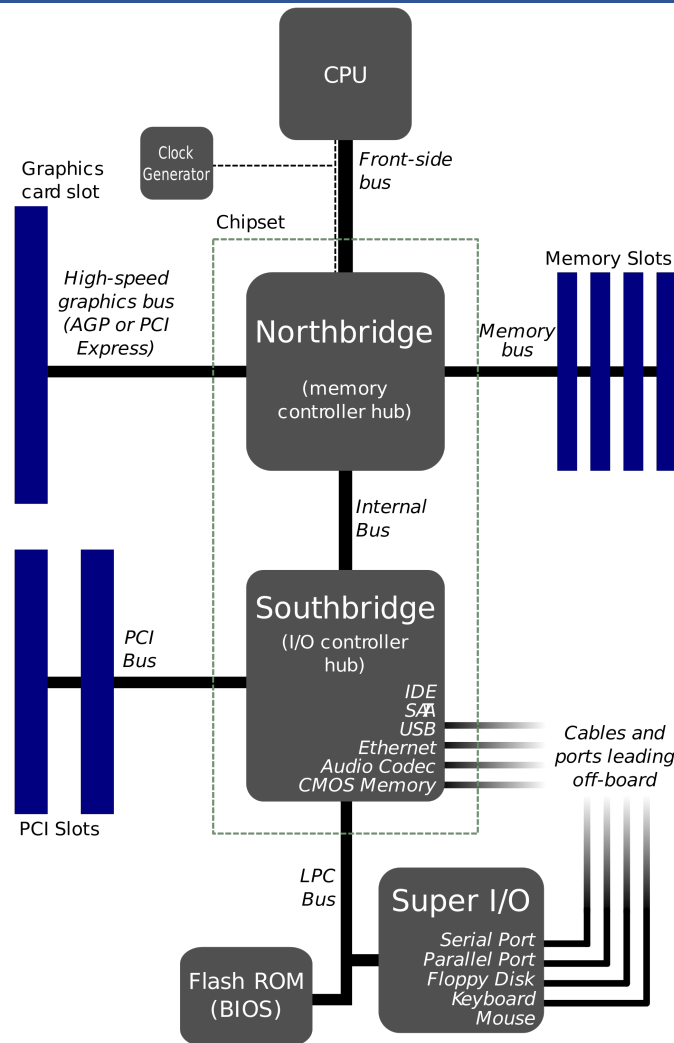 CPU
Clock
Generator
Front-side
bus
Graphics
card slot
Chipset
High-speed
graphics bus
(AGP or PCI
Express)
Northbridge
(memory
controller hub)
Memory
bus
Memory Slots
Internal
Bus
Southbridge
(I/O controller
hub)
PCI
Bus
IDE
SATA
USB
Ethernet
Audio Codec
CMOS Memory
Cables and
ports leading
off-board
PCI Slots
LPC
Bus
Super I/O
Serial Port
Parallel Port
Floppy Disk
Keyboard
Mouse
Flash ROM
(BIOS)